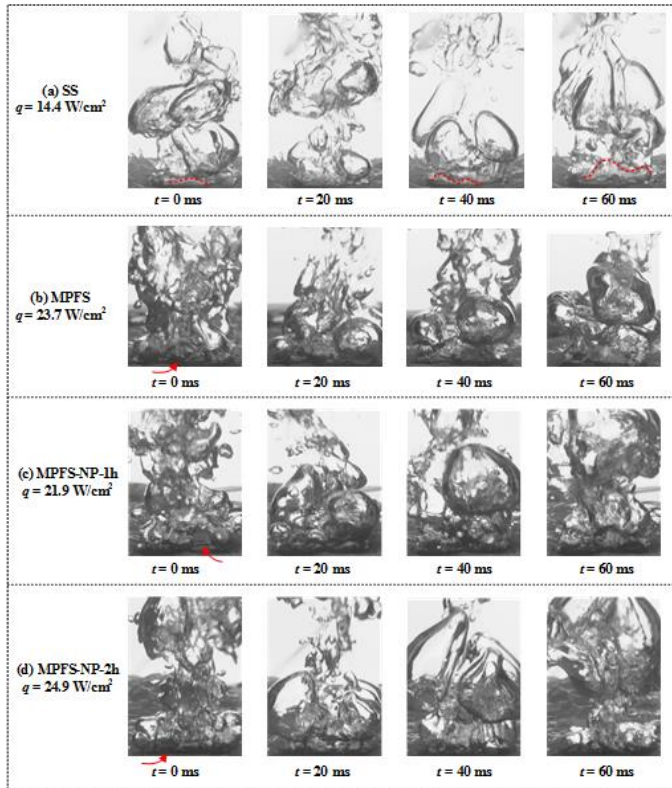 (a) SS
q = 14.4 W/cm²
t = 0 ms
t = 20 ms
t = 40 ms
t = 60 ms
(b) MPFS
q = 23.7 W/cm²
t = 0 ms
t = 20 ms
t = 40 ms
t = 60 ms
(c) MPFS-NP-1h
q = 21.9 W/cm²
t = 0 ms
t = 20 ms
t = 40 ms
t = 60 ms
(d) MPFS-NP-2h
q = 24.9 W/cm²
t = 0 ms
t = 20 ms
t = 40 ms
t = 60 ms